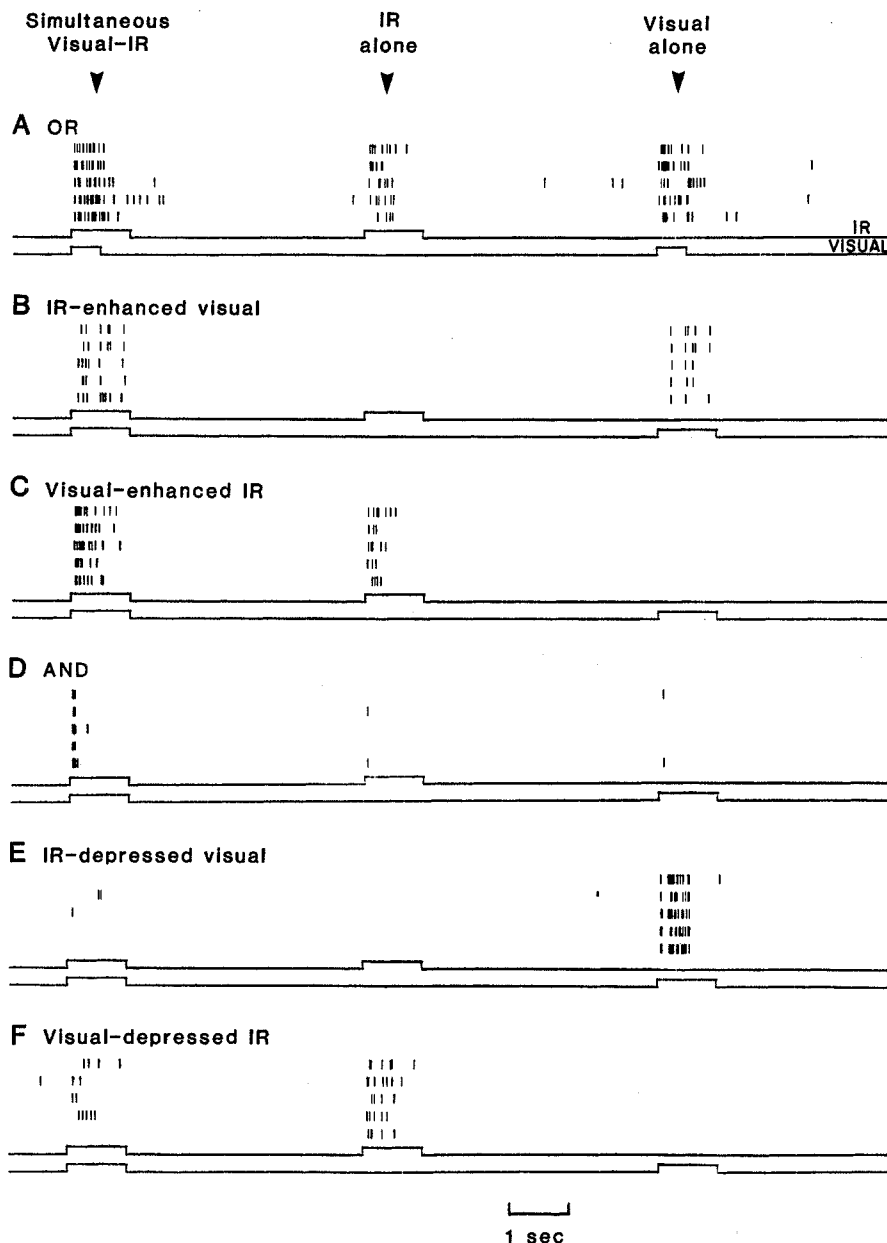 Simultaneous Visual-IR
IR alone
Visual alone
A OR
IR
VISUAL
B IR-enhanced visual
C Visual-enhanced IR
D AND
E IR-depressed visual
F Visual-depressed IR
1 sec